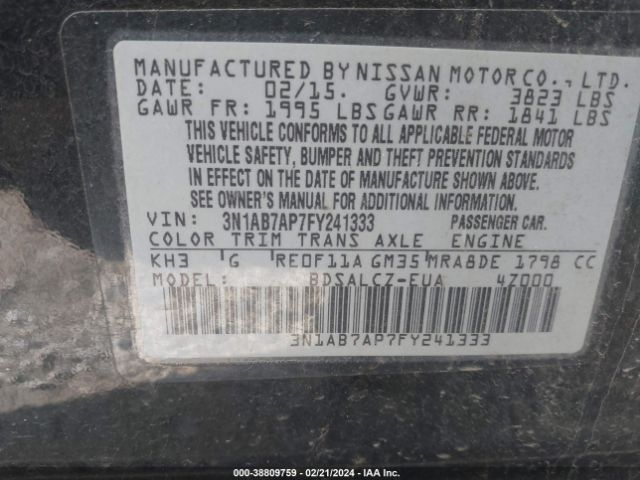 MANUFACTURED BY NISSAN MOTOR CO., LTD.
DATE: 02/15. GVWR: 3823 LBS
GAWR FR: 1995 LBS GAWR RR: 1841 LBS
THIS VEHICLE CONFORMS TO ALL APPLICABLE FEDERAL MOTOR
VEHICLE SAFETY, BUMPER AND THEFT PREVENTION STANDARDS
IN EFFECT ON THE DATE OF MANUFACTURE SHOWN ABOVE.
SEE OWNER'S MANUAL FOR ADDITIONAL INFORMATION.
VIN: 3N1AB7AP7FY241333 PASSENGER CAR.
COLOR TRIM TRANS AXLE ENGINE
KH3 G RE0F11A GM35 MRA8DE 1798 CC
MODEL: BDSALCZ-EUA 4Z000
3N1AB7AP7FY241333
000-38809759 - 02/21/2024 - IAA Inc.